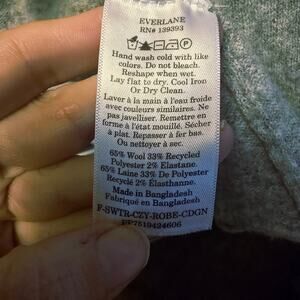 EVERLANE
RN# 139393
Hand wash cold with like
colors. Do not bleach.
Reshape when wet.
Lay flat to dry. Cool Iron
Or Dry Clean.
Laver à la main à l'eau froide
avec couleurs similaires. Ne
pas javelliser. Remettre en
forme à l'état mouillé. Sécher
à plat. Repasser à fer bas.
Ou nettoyer à sec.
65% Wool 33% Recycled
Polyester 2% Elastane.
65% Laine 33% De Polyester
Recyclé 2% Élasthanne.
Made in Bangladesh
Fabriqué en Bangladesh
F-SWTR-CZY-ROBE-CDGN
EP7519424606